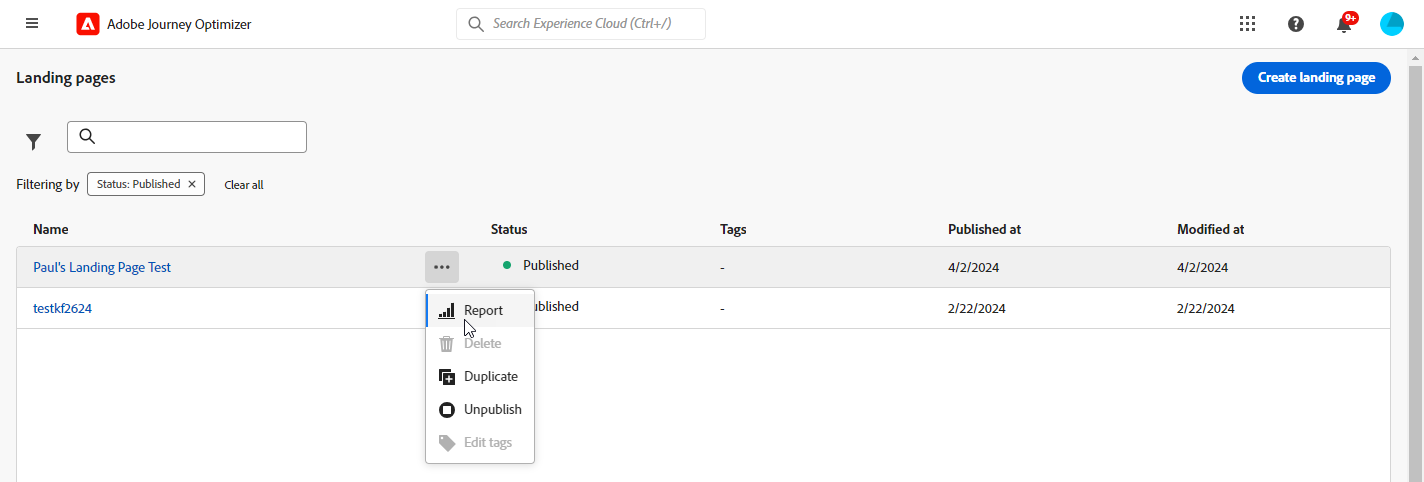 Adobe Journey Optimizer
Search Experience Cloud (Ctrl+/)
9+
Landing pages
Create landing page
Filtering by Status: Published Clear all
Name Status Tags Published at Modified at
Paul's Landing Page Test Published - 4/2/2024 4/2/2024
testkf2624 - 2/22/2024 2/22/2024
Report
Delete
Duplicate
Unpublish
Edit tags